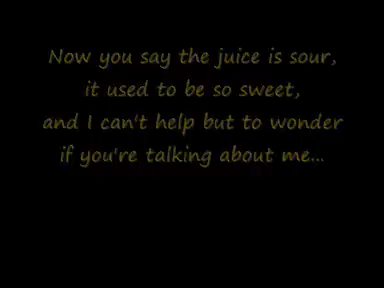 Now you say the juice is sour,
it used to be so sweet,
and I can't help but to wonder
if you're talking about me...